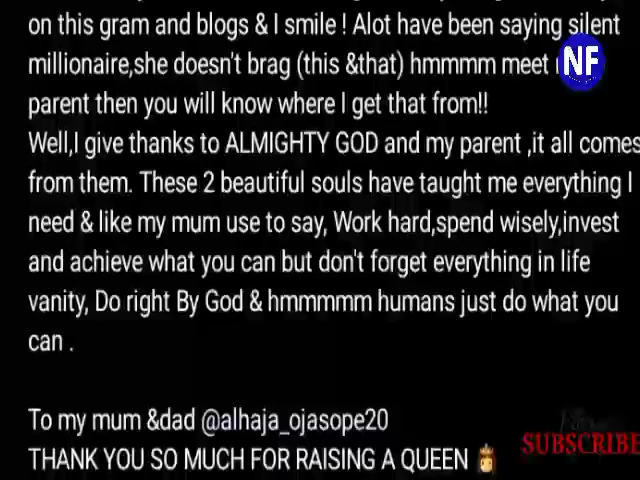 on this gram and blogs & I smile ! Alot have been saying silent
millionaire,she doesn't brag (this &that) hmmmm meet
NF
parent then you will know where I get that from!!
Well,I give thanks to ALMIGHTY GOD and my parent ,it all comes
from them. These 2 beautiful souls have taught me everything I
need & like my mum use to say, Work hard,spend wisely,invest
and achieve what you can but don't forget everything in life
vanity, Do right By God & hmmmmm humans just do what you
can .
To my mum &dad @alhaja_ojasope20
THANK YOU SO MUCH FOR RAISING A QUEEN 👸
SUBSCRIBE